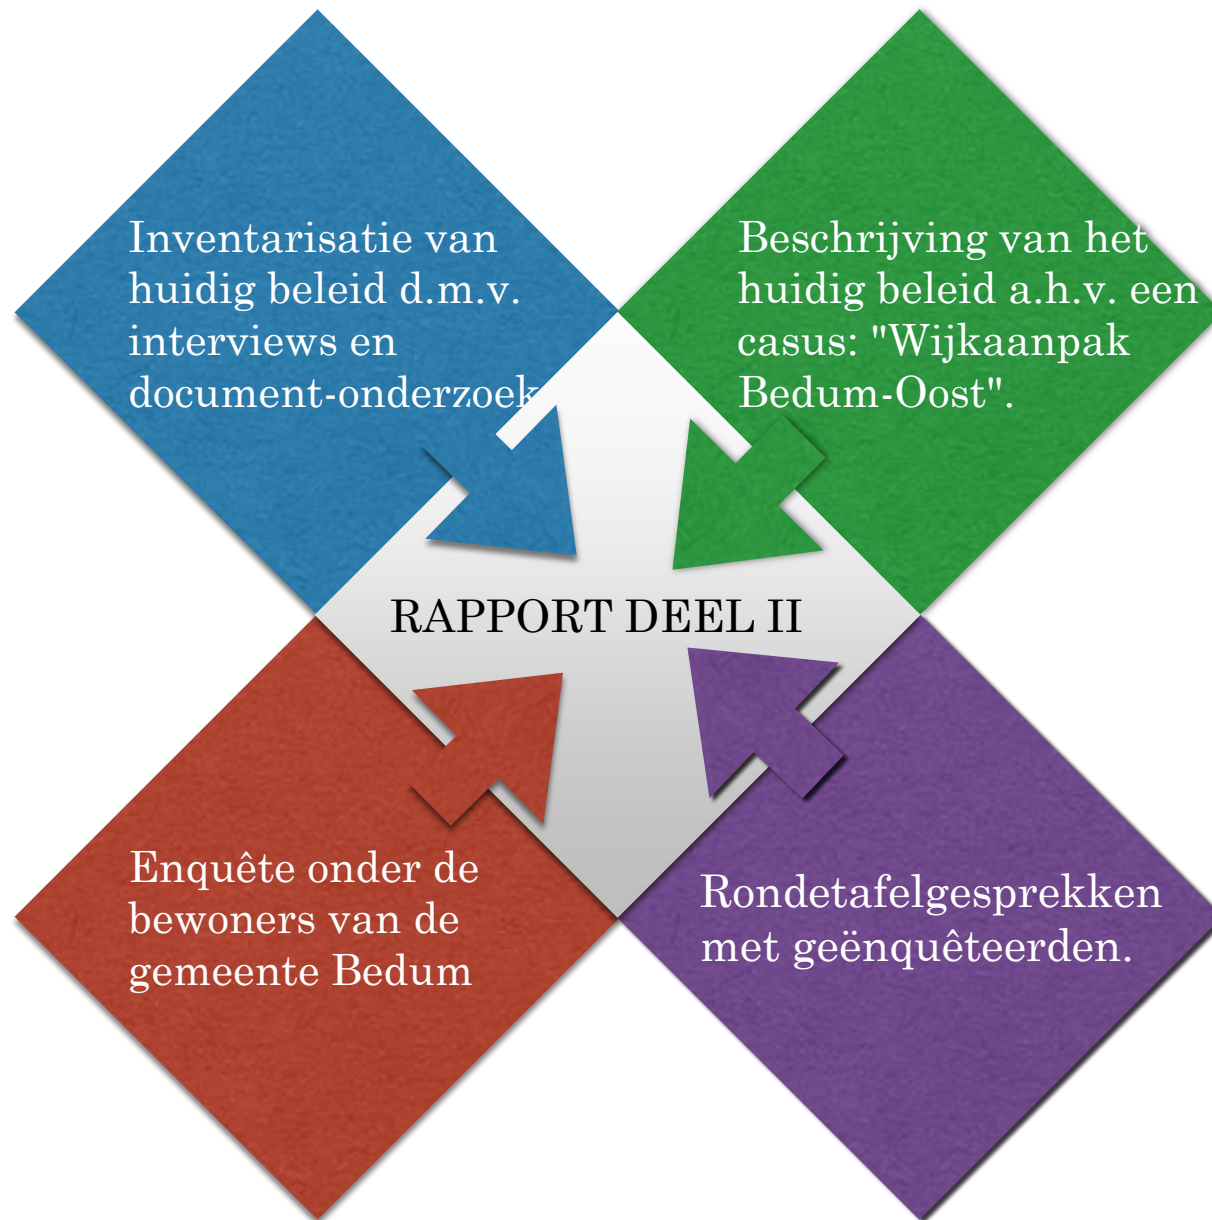 Inventarisatie van
huidig beleid d.m.v.
interviews en
document-onderzoek
Beschrijving van het
huidig beleid a.h.v. een
casus: "Wijkaanpak
Bedum-Oost".
RAPPORT DEEL II
Enquête onder de
bewoners van de
gemeente Bedum
Rondetafelgesprekken
met geënquêteerden.